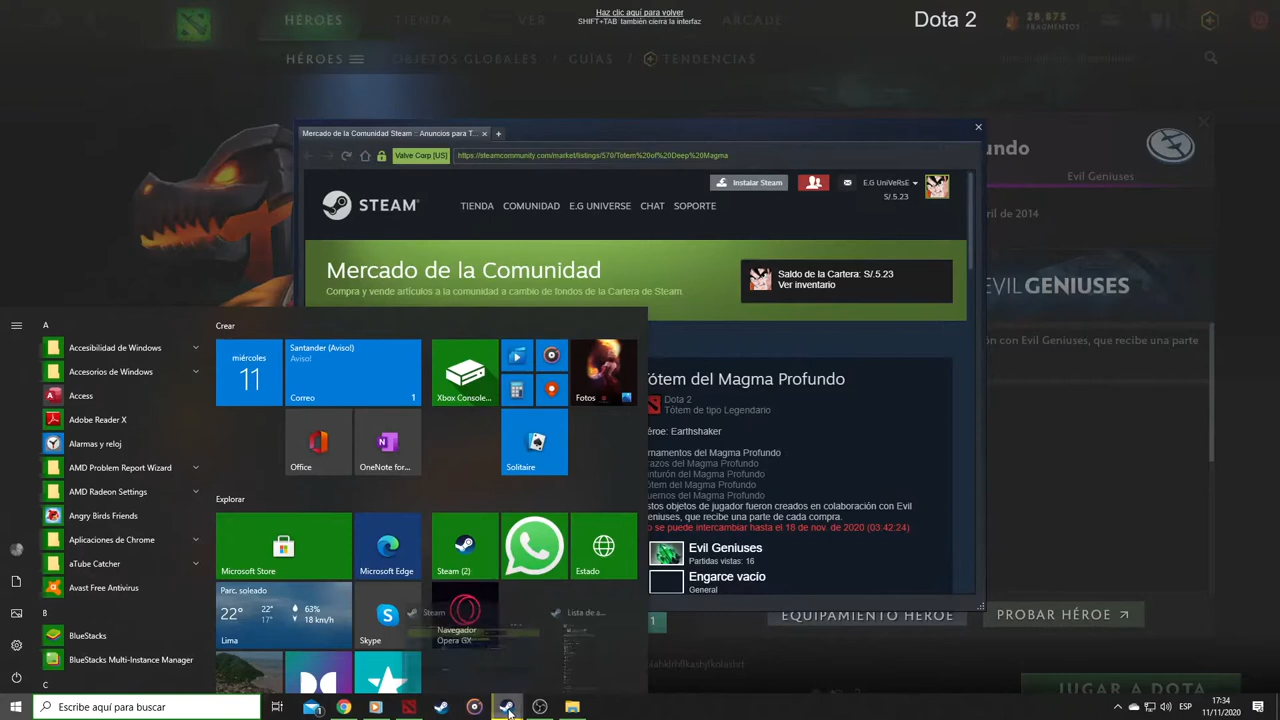 Haz clic aquí para volver
SHIFT+TAB también cierra la interfaz
Dota 2
HÉROES
TIENDA
VER
ARCADE
28,875
FRAGMENTOS
HÉROES
OBJETOS GLOBALES
/ GUÍAS /
TENDENCIAS
Mercado de la Comunidad Steam :: Anuncios para T...
Valve Corp [US]
https://steamcommunity.com/market/listings/570/Totem%20of%20Deep%20Magma
Instalar Steam
E.G UniVeRsE
S/.5.23
STEAM
TIENDA
COMUNIDAD
E.G UNIVERSE
CHAT
SOPORTE
Mercado de la Comunidad
Compra y vende artículos a la comunidad a cambio de fondos de la Cartera de Steam.
Saldo de la Cartera: S/.5.23
Ver inventario
undo
Evil Geniuses
ril de 2014
EVIL GENIUSES
ón con Evil Geniuses, que recibe una parte
Tótem del Magma Profundo
Dota 2
Tótem de tipo Legendario
éroe: Earthshaker
rnamentos del Magma Profundo
razos del Magma Profundo
inturón del Magma Profundo
ótem del Magma Profundo
uernos del Magma Profundo
stos objetos de jugador fueron creados en colaboración con Evil
eniuses, que recibe una parte de cada compra.
o se puede intercambiar hasta el 18 de nov. de 2020 (03:42:24)
Evil Geniuses
Partidas vistas: 16
Engarce vacío
General
1
EQUIPAMIENTO HÉROE
PROBAR HÉROE
JUGAR A DOTA
A
Accesibilidad de Windows
Accesorios de Windows
Access
Adobe Reader X
Alarmas y reloj
AMD Problem Report Wizard
AMD Radeon Settings
Angry Birds Friends
Aplicaciones de Chrome
aTube Catcher
Avast Free Antivirus
B
BlueStacks
BlueStacks Multi-Instance Manager
C
Crear
miércoles
11
Santander (Aviso!)
Aviso!
Correo
1
Xbox Console...
Fotos
Office
OneNote for...
Solitaire
Explorar
Microsoft Store
Microsoft Edge
Steam (2)
Estado
Parc. soleado
22°
22°
17°
63%
18 km/h
Lima
Skype
Navegador
Opera GX
Steam
Lista de a...
Escribe aquí para buscar
ESP
17:34
11/11/2020